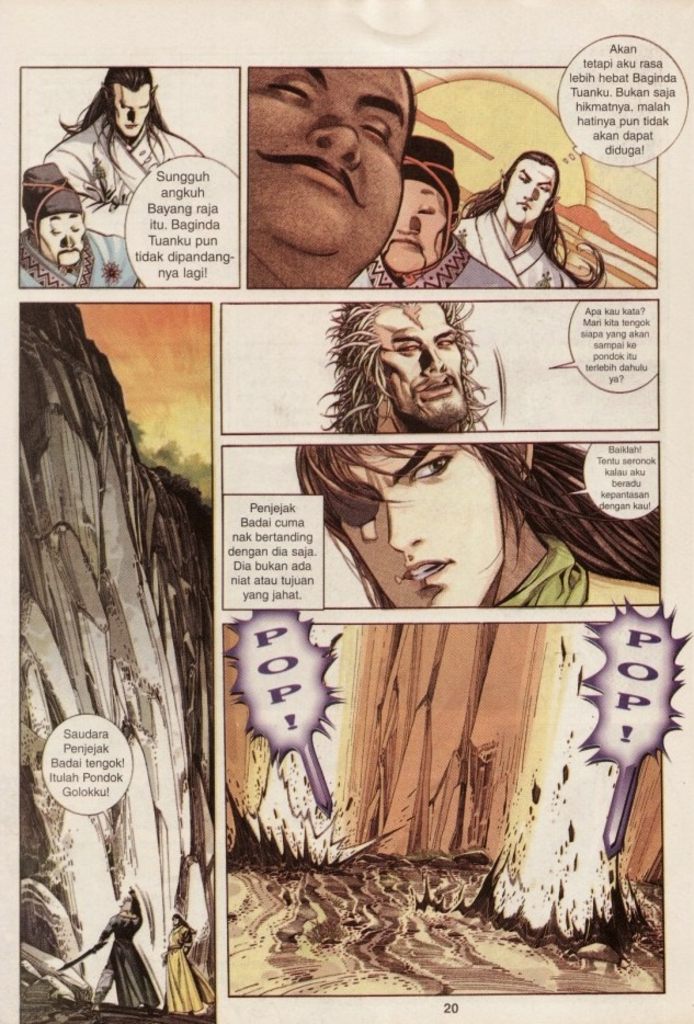 Sungguh
angkuh
Bayang raja
itu. Baginda
Tuanku pun
tidak dipandang-
nya lagi!
Akan
tetapi aku rasa
lebih hebat Baginda
Tuanku. Bukan saja
hikmatnya, malah
hatinya pun tidak
akan dapat
diduga!
Saudara
Penjejak
Badai tengok!
Itulah Pondok
Golokku!
Apa kau kata?
Mari kita tengok
siapa yang akan
sampai ke
pondok itu
terlebih dahulu
ya?
Baiklah!
Tentu seronok
kalau aku
beradu
kepantasan
dengan kau!
Penjejak
Badai cuma
nak bertanding
dengan dia saja.
Dia bukan ada
niat atau tujuan
yang jahat.
POP!
POP!
20